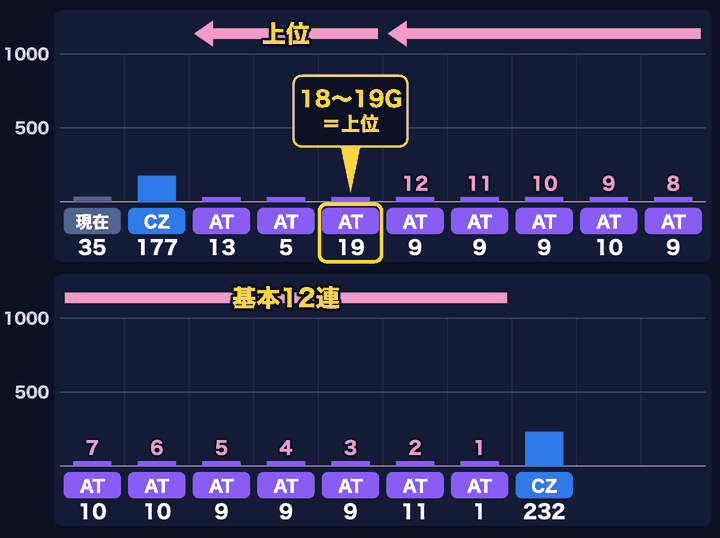 上位
1000
500
18〜19G
＝上位
12 11 10 9 8
現在 CZ AT AT AT AT AT AT AT AT
35 177 13 5 19 9 9 9 10 9
基本12連
1000
500
7 6 5 4 3 2 1
AT AT AT AT AT AT AT CZ
10 10 9 9 9 11 1 232